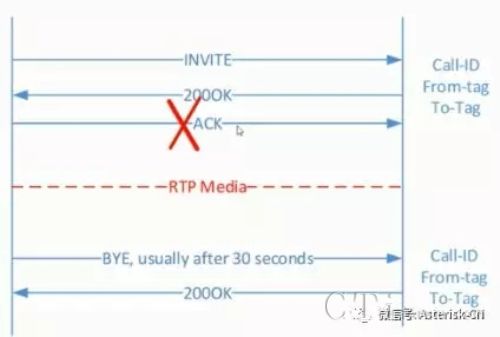 INVITE
200OK
ACK
Call-ID
From-tag
To-Tag
RTP Media
BYE, usually after 30 seconds
200OK
Call-ID
From-tag
To-Tag
微信号: Asterisk-Cn